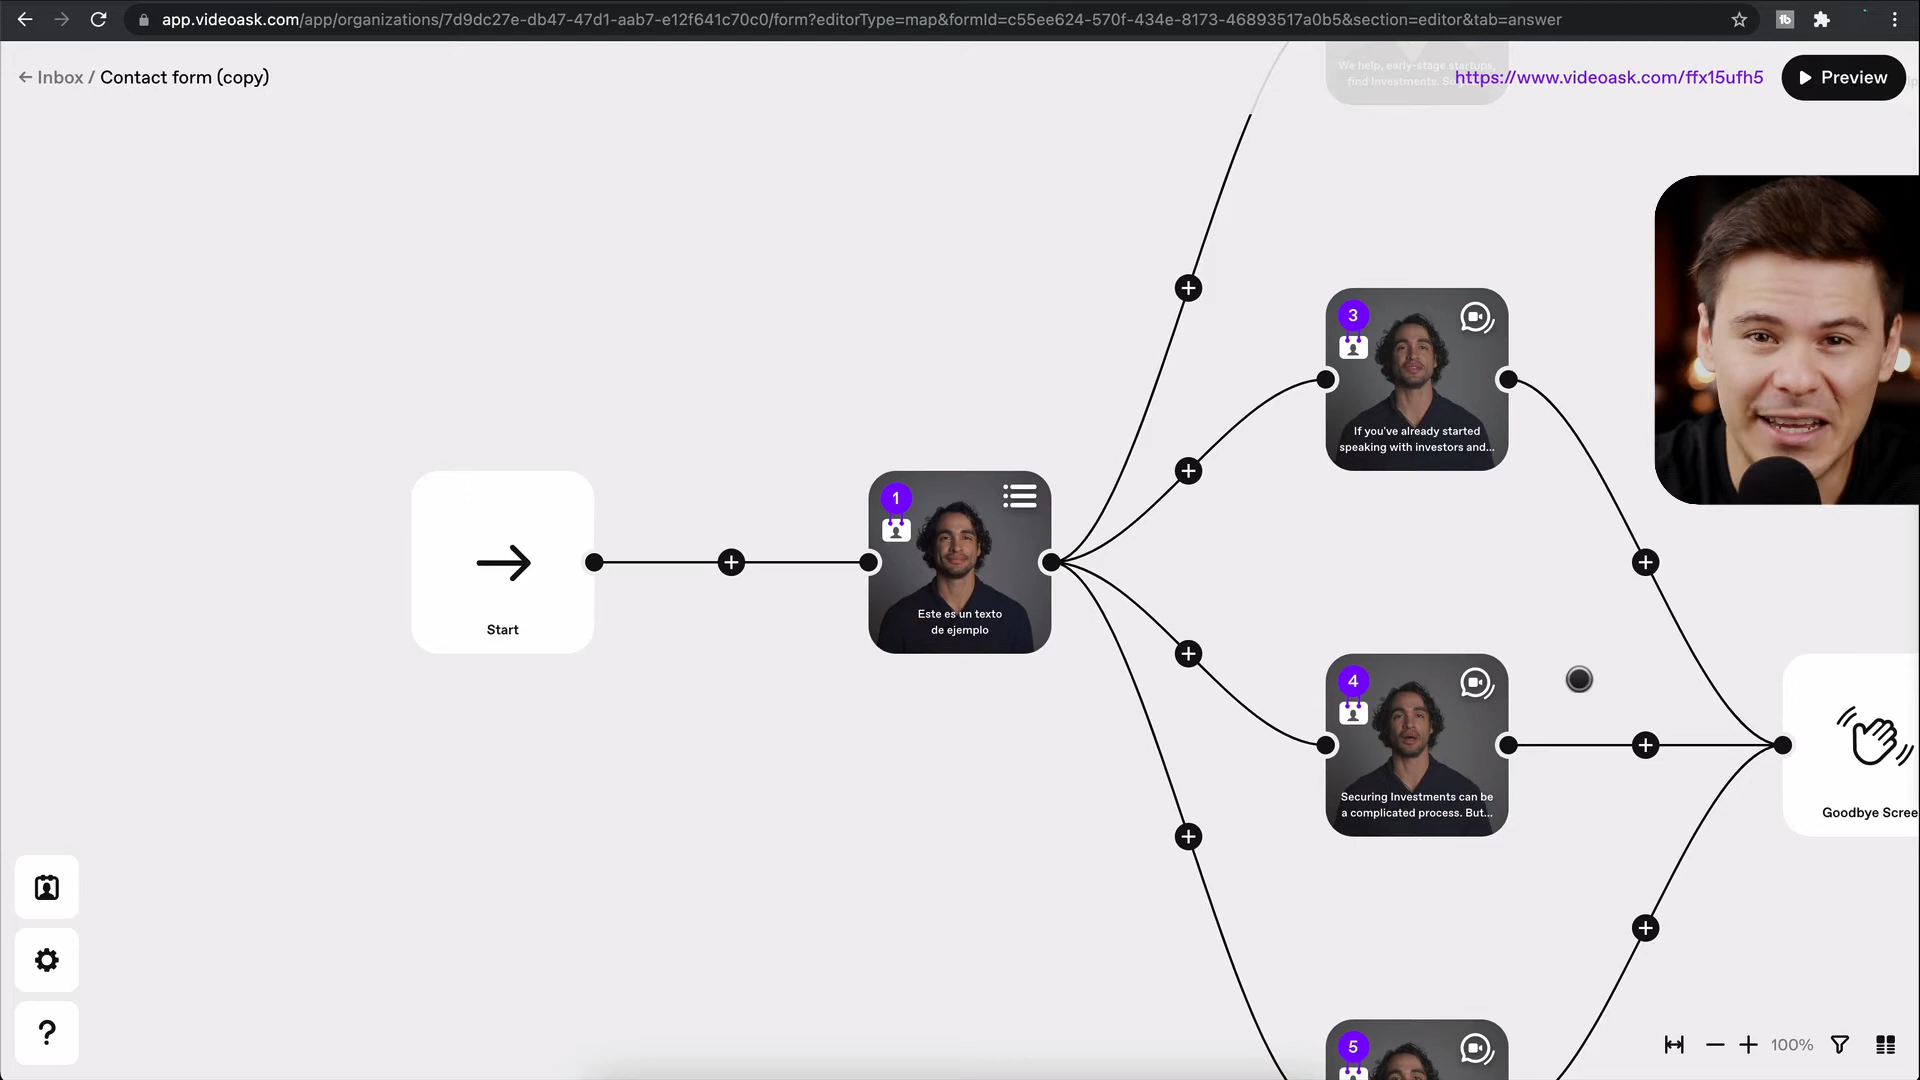 app.videoask.com/app/organizations/7d9dc27e-db47-47d1-aab7-e12f641c70c0/form?editorType=map&formId=c55ee624-570f-434e-8173-46893517a0b5&section=editor&tab=answer
Inbox / Contact form (copy)
We help, early-stage startups,
find Investments. So
https://www.videoask.com/ffx15ufh5
Preview
3
If you've already started
speaking with investors and...
1
Este es un texto
de ejemplo
Start
4
Securing Investments can be
a complicated process. But...
Goodbye Scree
5
?
100%